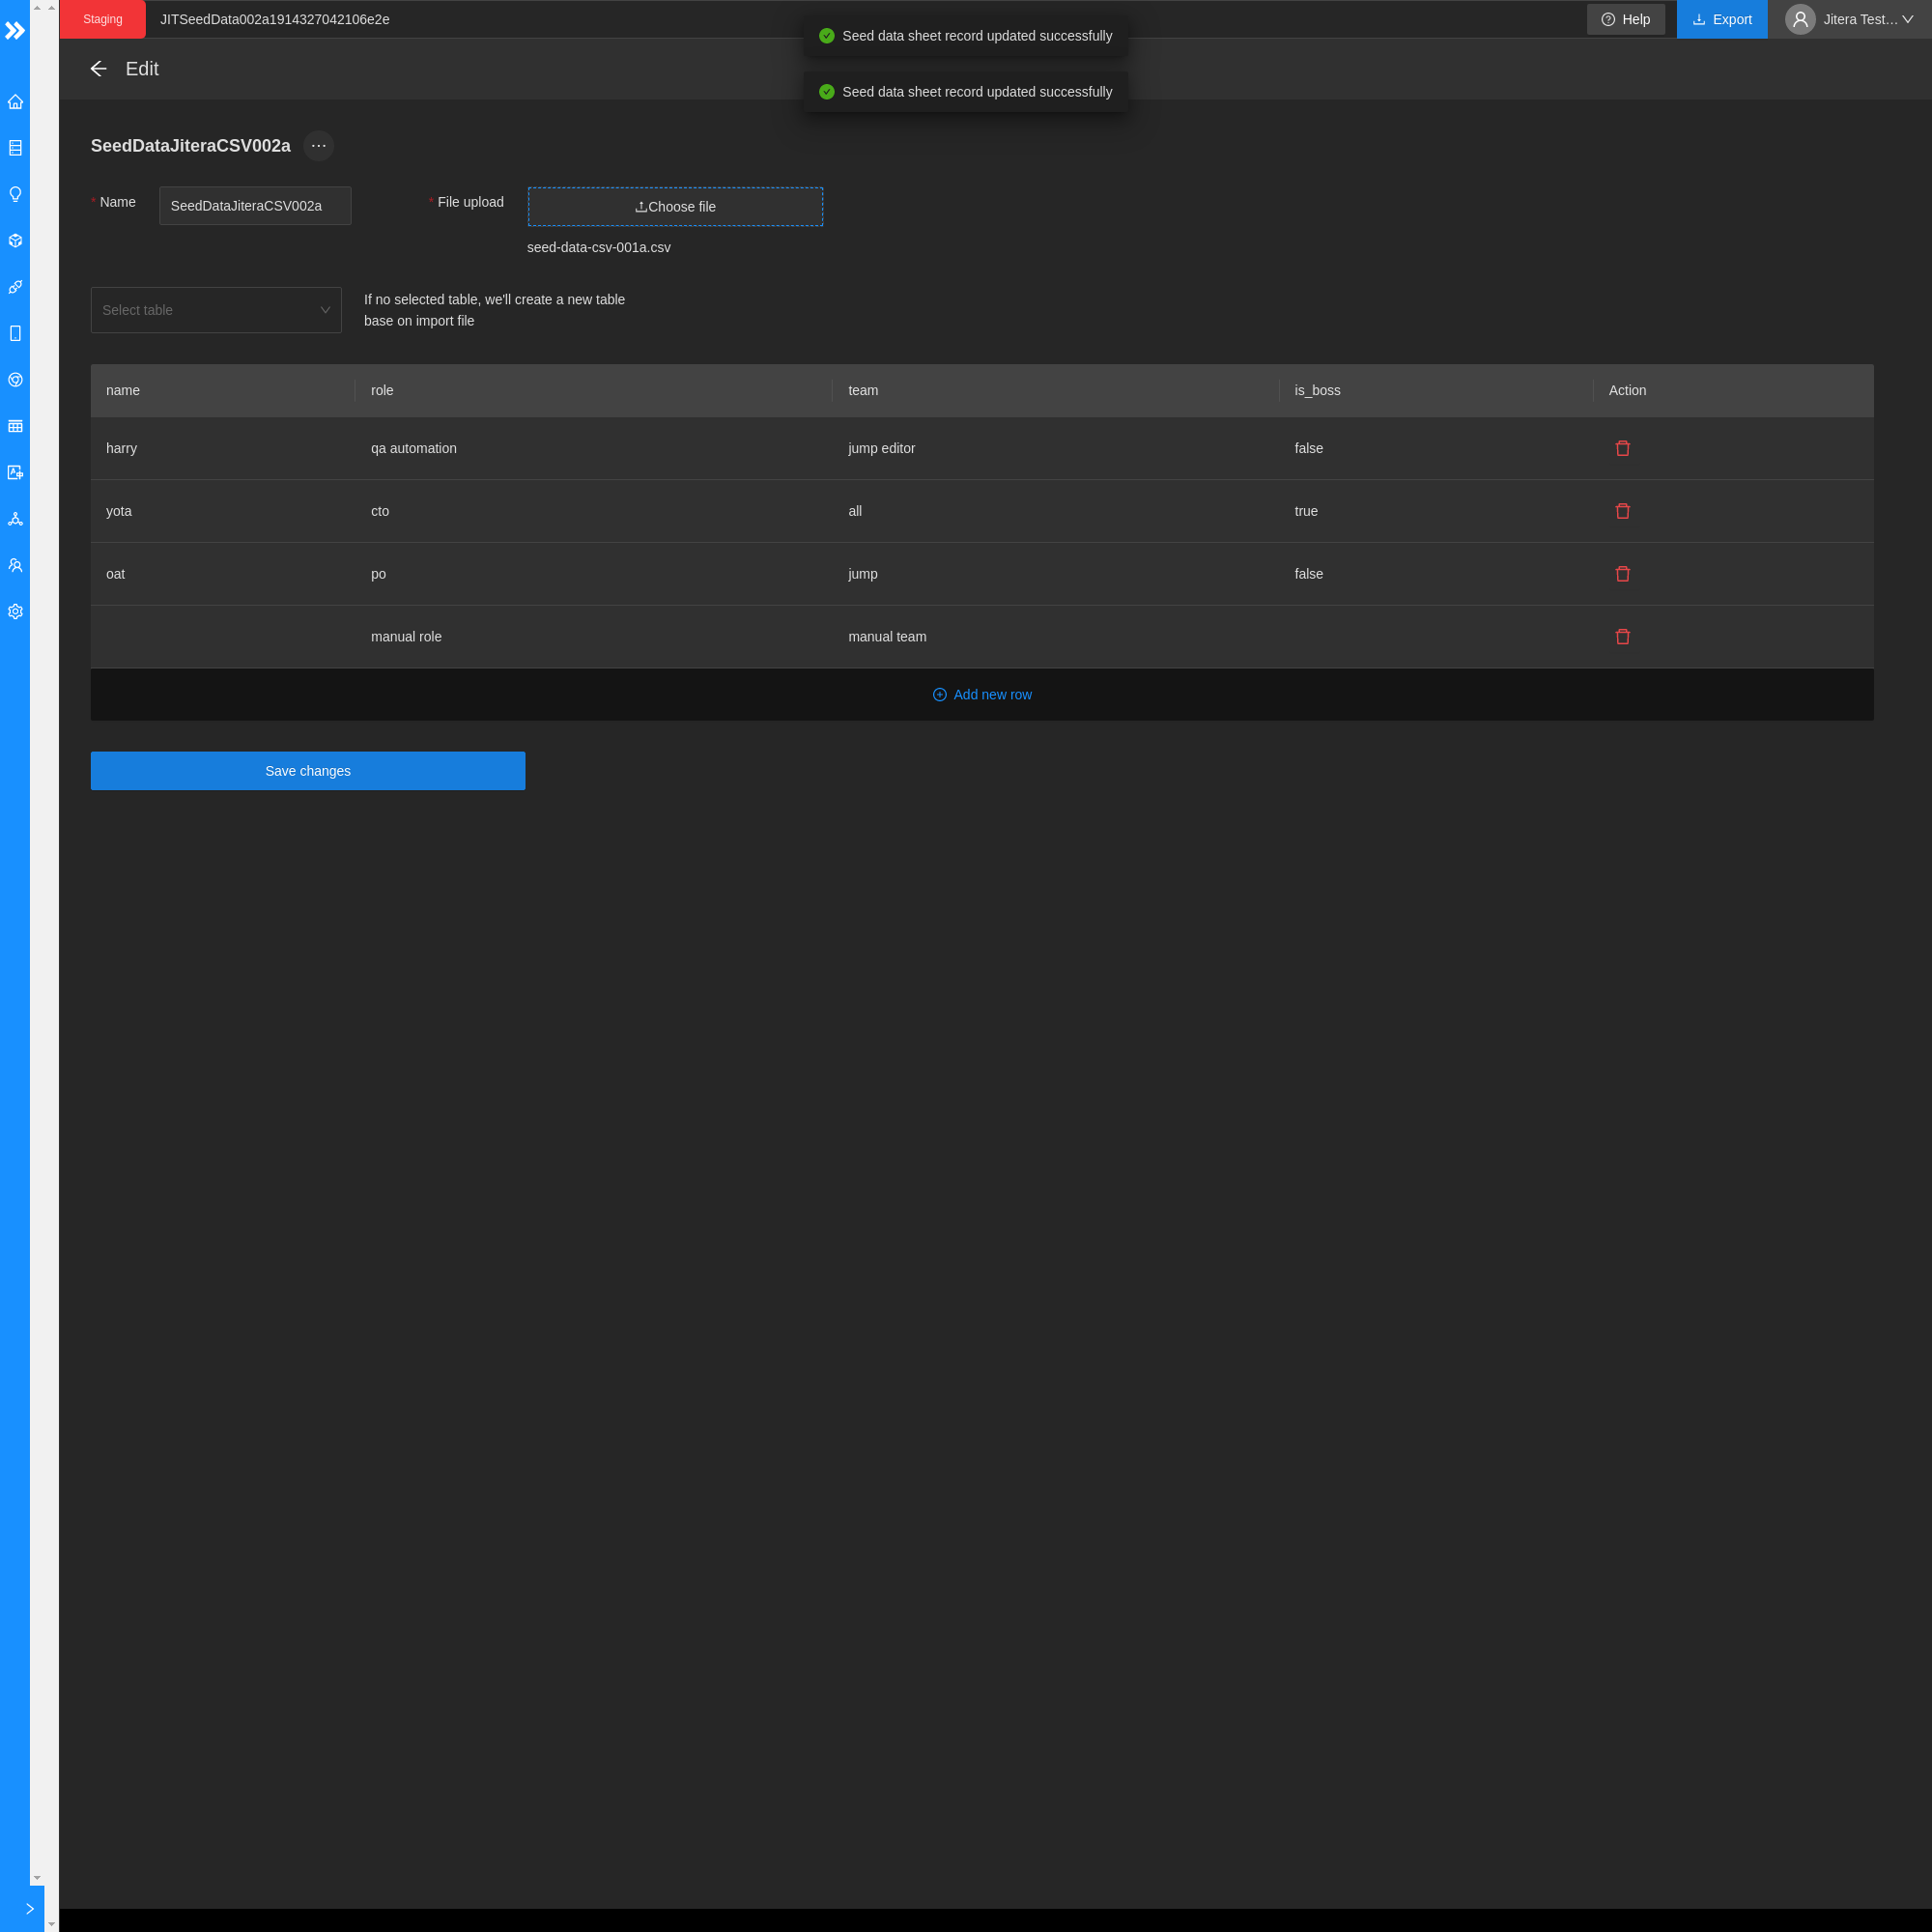 Staging
JITSeedData002a1914327042106e2e
Help
Export
Jitera Test...
Seed data sheet record updated successfully
Edit
Seed data sheet record updated successfully
SeedDataJiteraCSV002a
* Name
SeedDataJiteraCSV002a
* File upload
Choose file
seed-data-csv-001a.csv
Select table
If no selected table, we'll create a new table
base on import file
name role team is_boss Action
harry qa automation jump editor false
yota cto all true
oat po jump false
manual role manual team
Add new row
Save changes